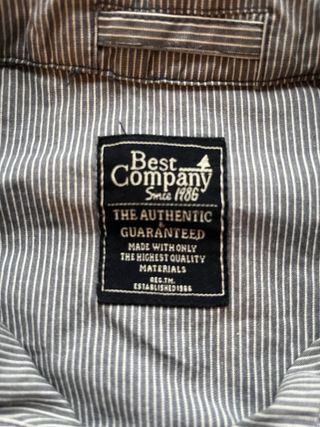 Best
Company
Since 1986
THE AUTHENTIC
&
GUARANTEED
MADE WITH ONLY
THE HIGHEST QUALITY
MATERIALS
REG.TM.
ESTABLISHED 1986